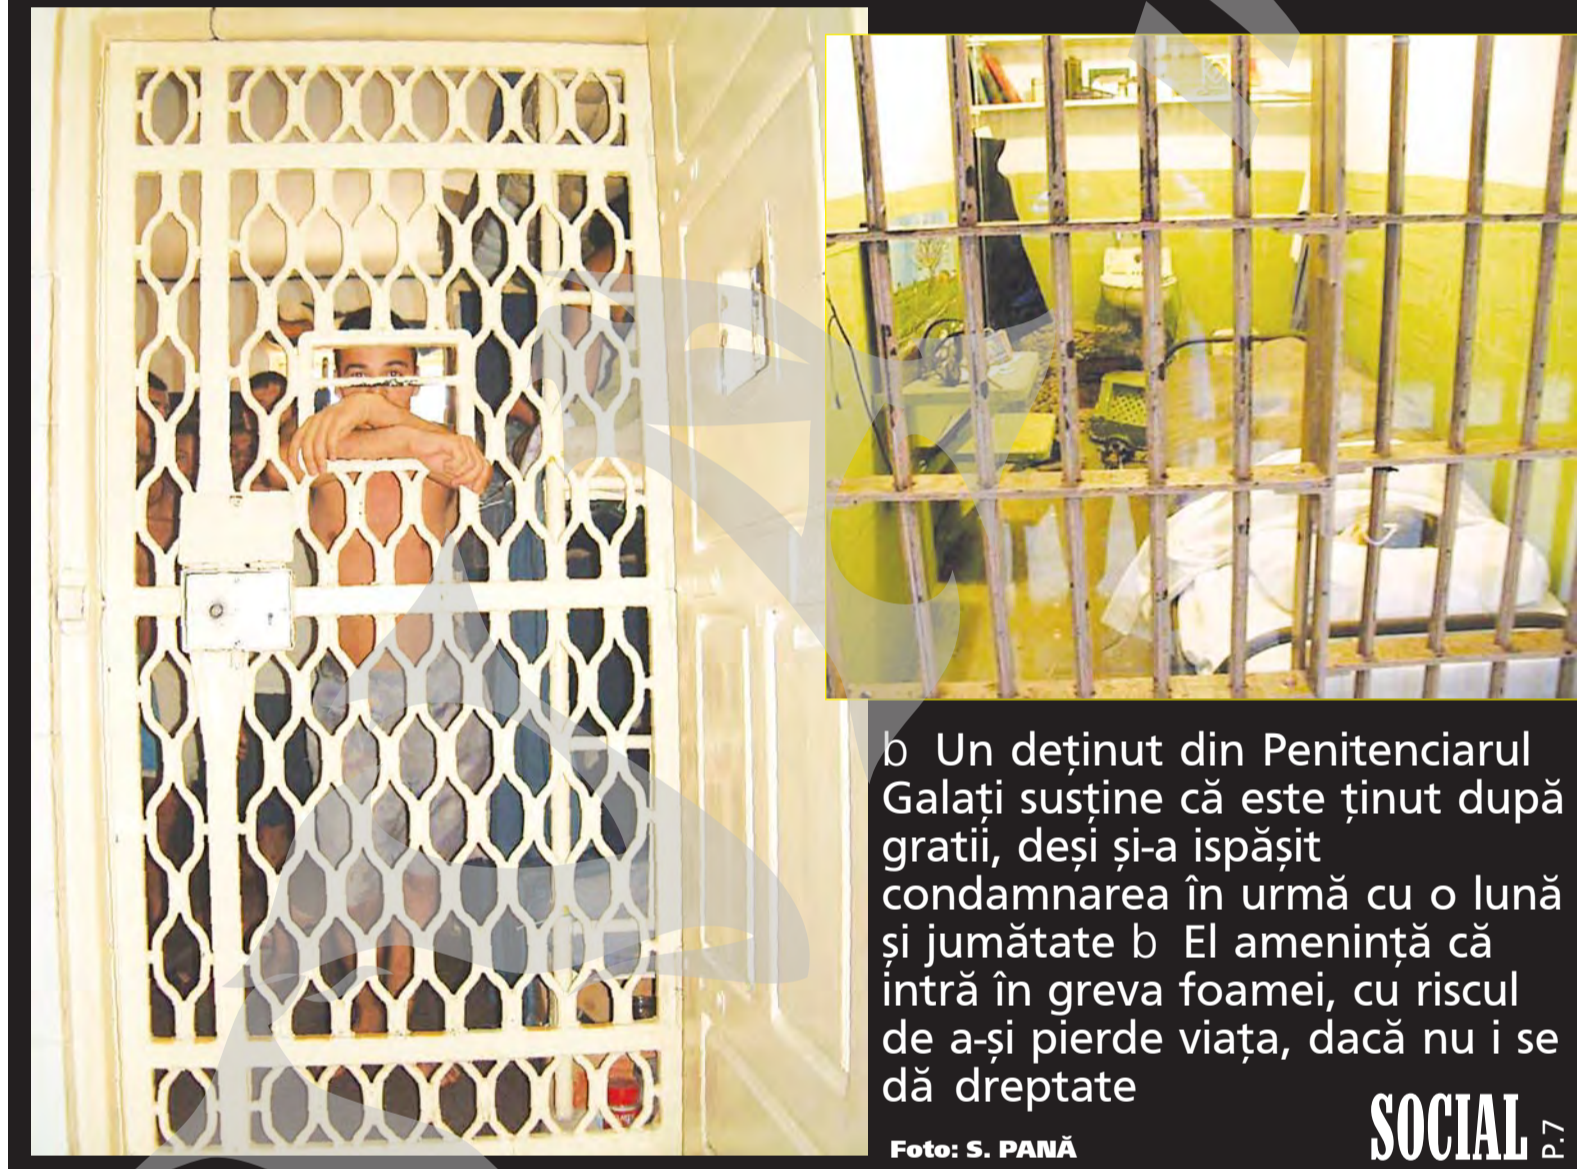 b Un deținut din Penitenciarul
Galați susține că este ținut după
gratii, deși și-a ispășit
condamnarea în urmă cu o lună
și jumătate b El amenință că
intră în greva foamei, cu riscul
de a-și pierde viața, dacă nu i se
dă dreptate
Foto: S. PANĂ
SOCIAL P.7